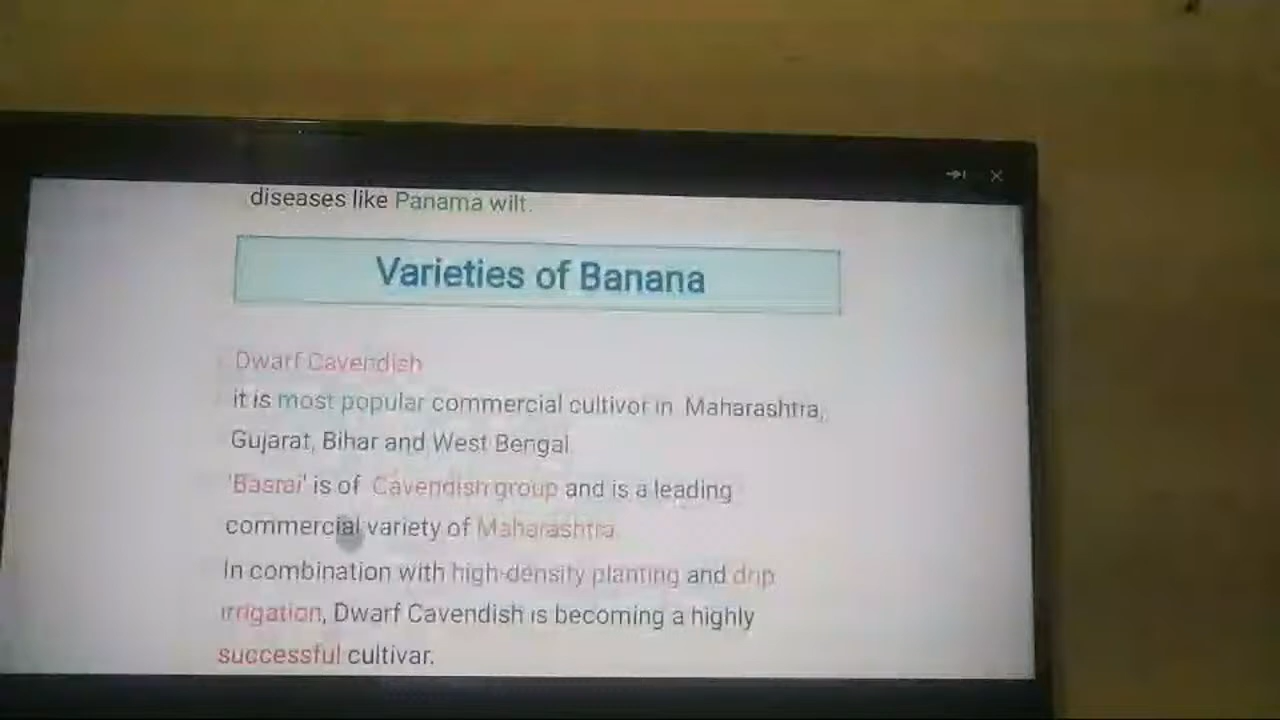 diseases like Panama wilt.
Varieties of Banana
Dwarf Cavendish
it is most popular commercial cultivor in Maharashtra,
Gujarat, Bihar and West Bengal.
'Basrai' is of Cavendish group and is a leading
commercial variety of Maharashtra.
In combination with high-density planting and drip
irrigation, Dwarf Cavendish is becoming a highly
successful cultivar.